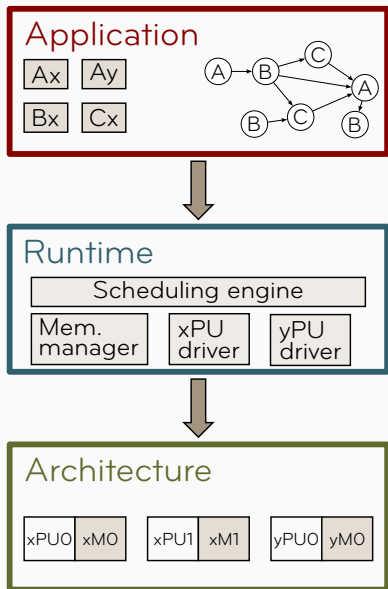 Application
Ax Ay
Bx Cx
A B C A
B C B
Runtime
Scheduling engine
Mem. manager
xPU driver
yPU driver
Architecture
xPU0 xM0 xPU1 xM1 yPU0 yM0